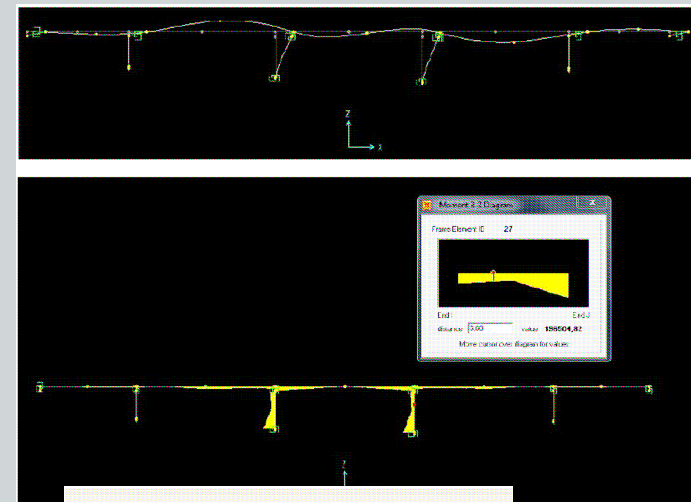 Z
X
Moment 3-3 Diagram
X
Frame Element ID 27
End I End J
distance 3,60 value 196504,82
Move cursor over diagram for values
Z